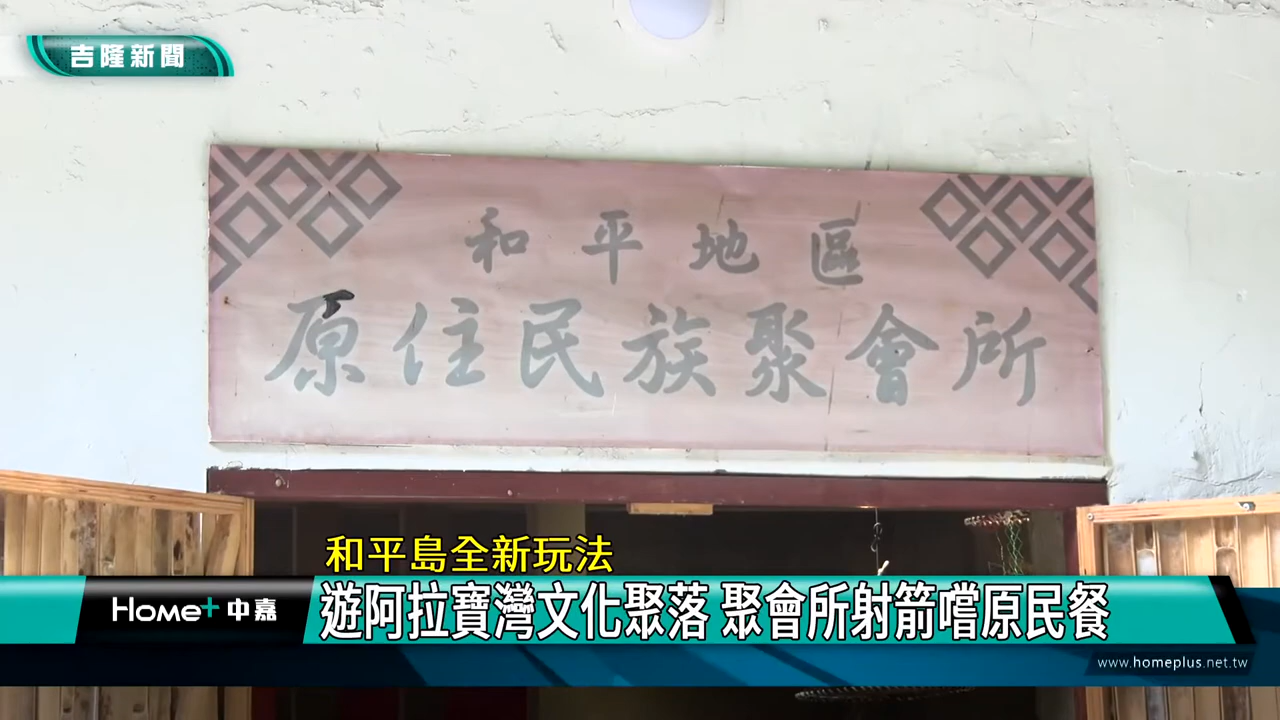 吉隆新聞
和平地區
原住民族聚會所
和平島全新玩法
Home+中嘉
遊阿拉寶灣文化聚落 聚會所射箭嚐原民餐
www.homeplus.net.tw